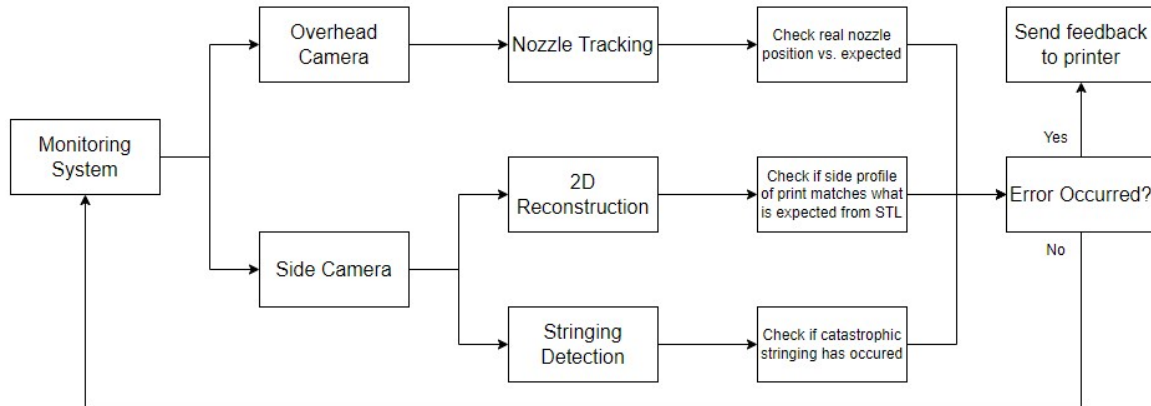 Overhead
Camera
Nozzle Tracking
Check real nozzle
position vs. expected
Send feedback
to printer
Monitoring
System
Yes
2D
Reconstruction
Check if side profile
of print matches what
is expected from STL
Error Occurred?
No
Side Camera
Stringing
Detection
Check if catastrophic
stringing has occured